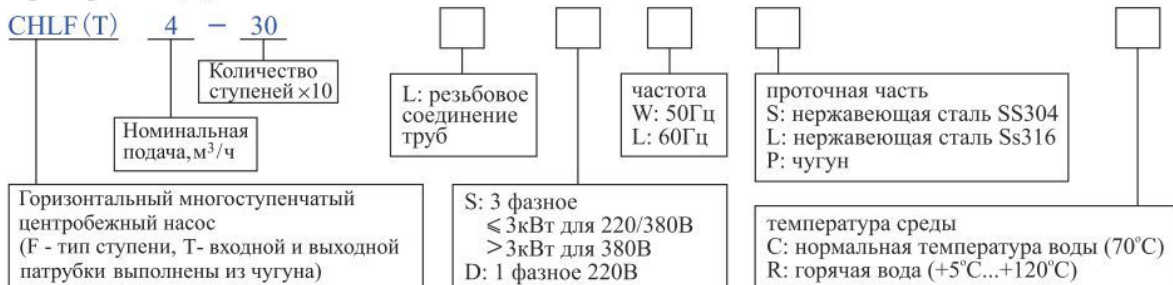 CHLF(T) 4 - 30
Количество
ступеней ×10
Номинальная
подача, м³/ч
Горизонтальный многоступенчатый
центробежный насос
(F - тип ступени, T- входной и выходной
патрубки выполнены из чугуна)
L: резьбовое
соединение
труб
S: 3 фазное
⩽ 3кВт для 220/380В
> 3кВт для 380В
D: 1 фазное 220В
частота
W: 50Гц
L: 60Гц
проточная часть
S: нержавеющая сталь SS304
L: нержавеющая сталь Ss316
P: чугун
температура среды
C: нормальная температура воды (70°C)
R: горячая вода (+5°C...+120°C)